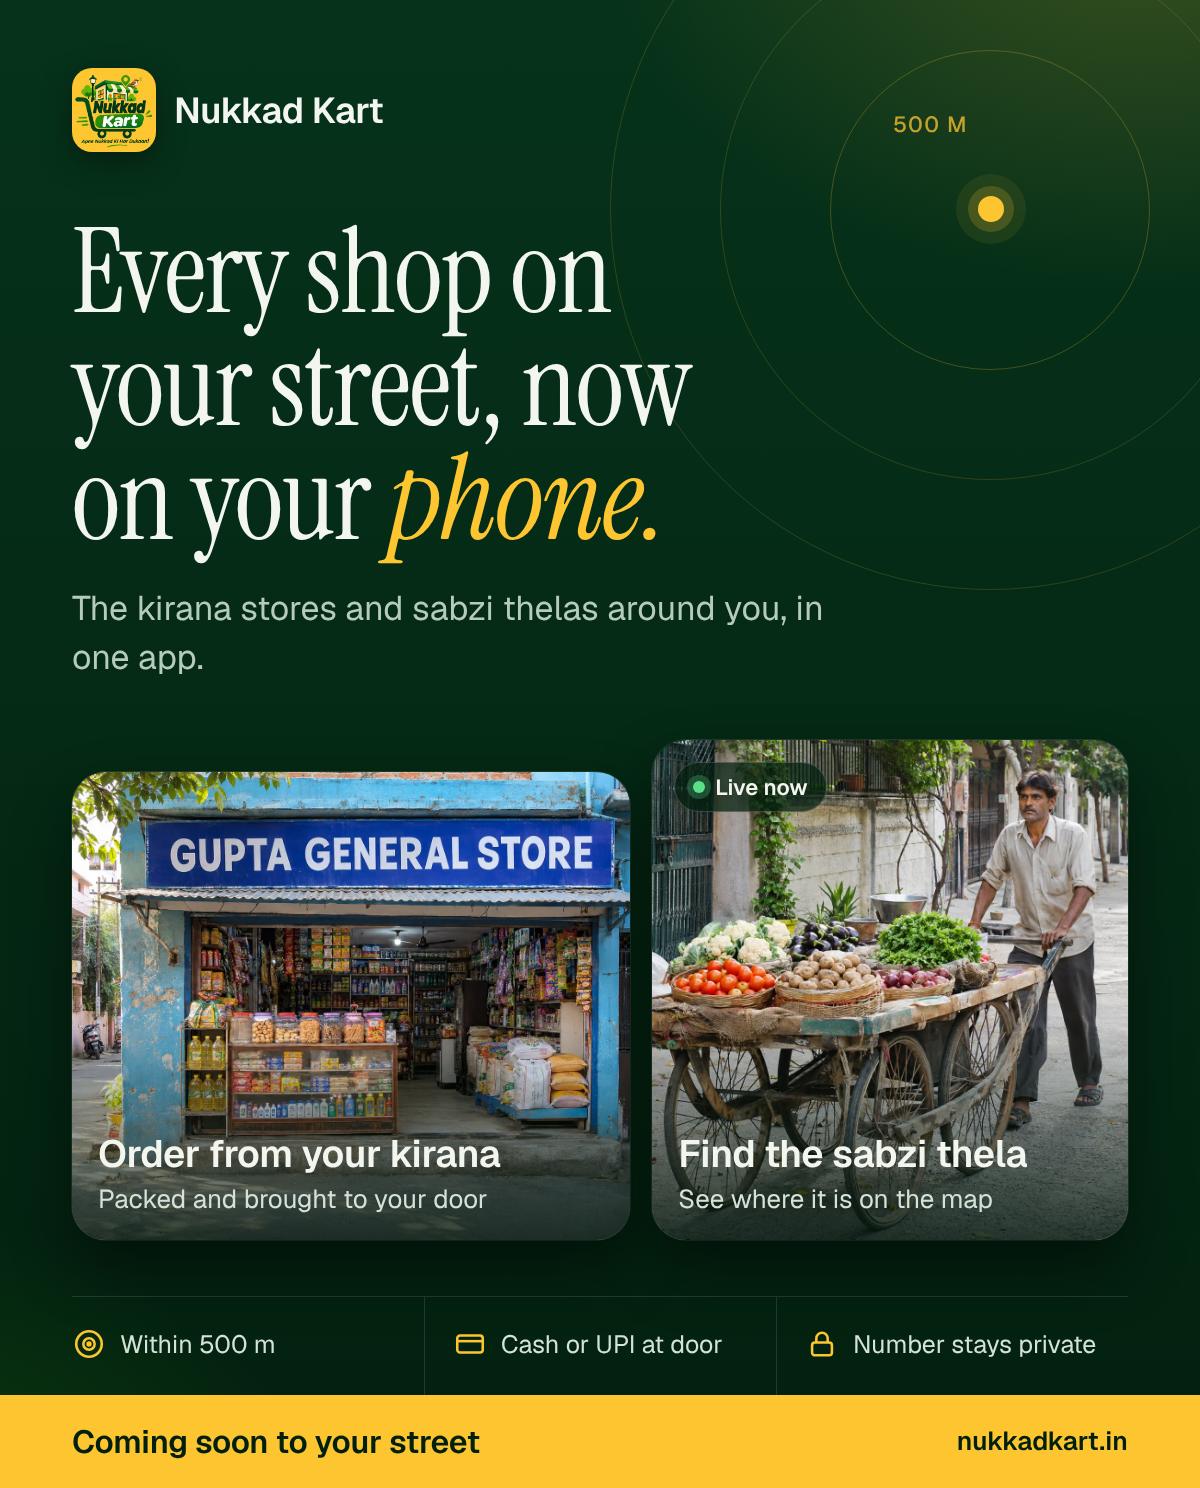 Nukkad
Kart
Apne Nukkad Ki Har Dukaan!
Nukkad Kart
500 M
Every shop on
your street, now
on your phone.
The kirana stores and sabzi thelas around you, in
one app.
GUPTA GENERAL STORE
Order from your kirana
Packed and brought to your door
Live now
Find the sabzi thela
See where it is on the map
Within 500 m
Cash or UPI at door
Number stays private
Coming soon to your street
nukkadkart.in